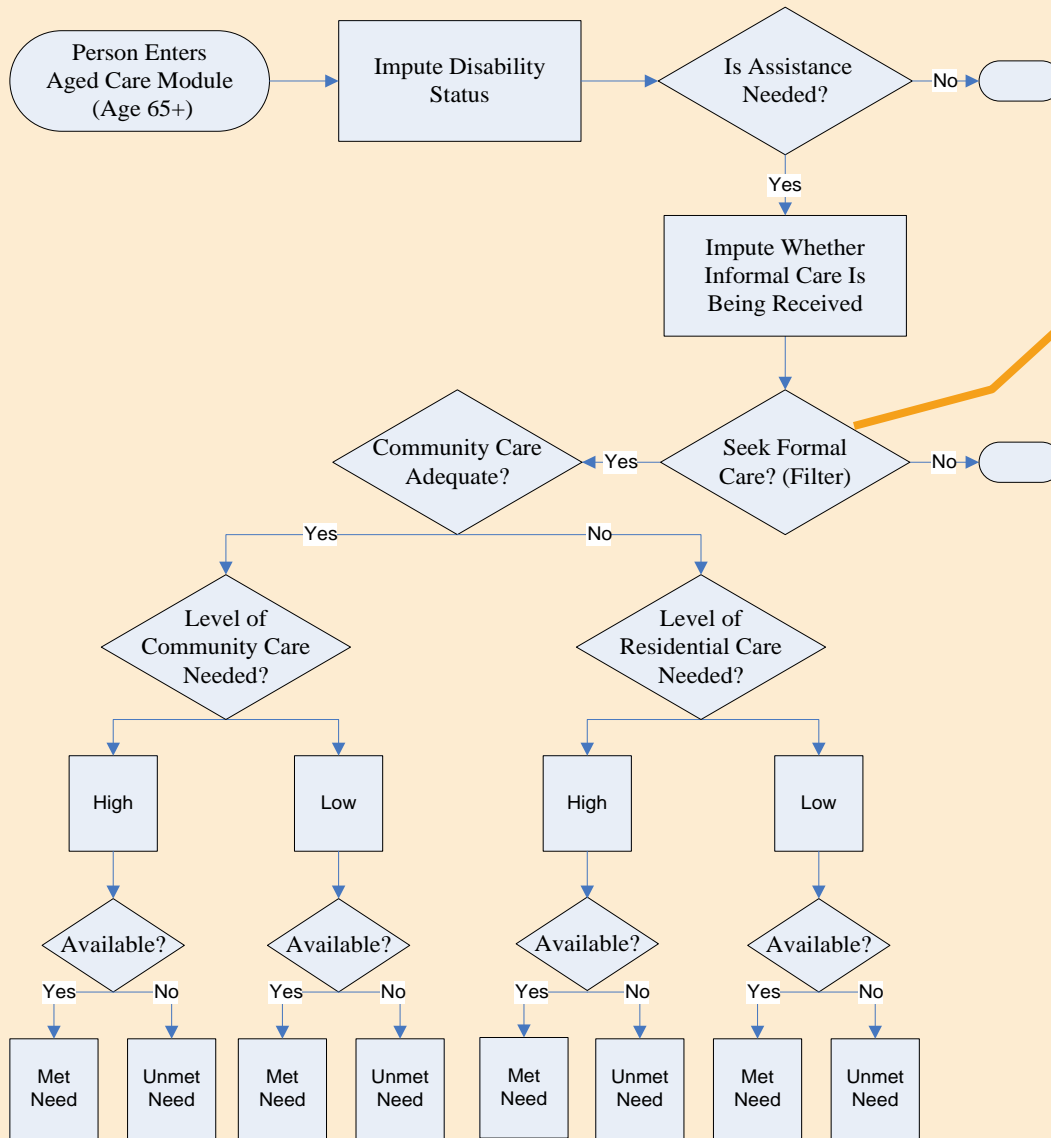 Person Enters
Aged Care Module
(Age 65+)
Impute Disability
Status
Is Assistance
Needed?
No
Yes
Impute Whether
Informal Care Is
Being Received
Community Care
Adequate?
Yes
Seek Formal
Care? (Filter)
No
Yes
No
Level of
Community Care
Needed?
Level of
Residential Care
Needed?
High
Low
High
Low
Available?
Available?
Available?
Available?
Yes
No
Yes
No
Yes
No
Yes
No
Met
Need
Unmet
Need
Met
Need
Unmet
Need
Met
Need
Unmet
Need
Met
Need
Unmet
Need